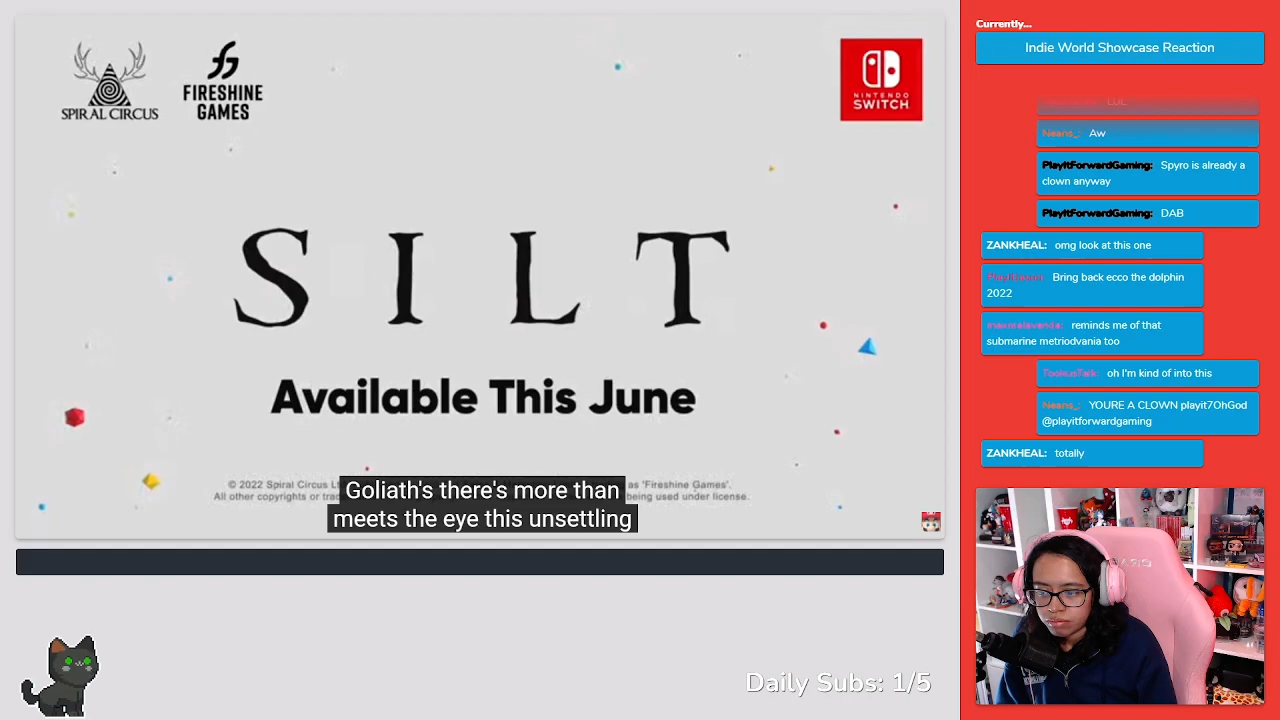 SPIRAL CIRCUS
FIRESHINE
GAMES
NINTENDO
SWITCH
SILT
Available This June
© 2022 Spiral Circus
as 'Fireshine Games'.
All other copyrights or
being used under license.
Goliath's there's more than
meets the eye this unsettling
Daily Subs: 1/5
Currently...
Indie World Showcase Reaction
LUL
Neans_: Aw
PlayItForwardGaming: Spyro is already a
clown anyway
PlayItForwardGaming: DAB
ZANKHEAL: omg look at this one
Bring back ecco the dolphin
2022
reminds me of that
submarine metriodvania too
oh I'm kind of into this
Neans_: YOURE A CLOWN playit7OhGod
@playitforwardgaming
ZANKHEAL: totally